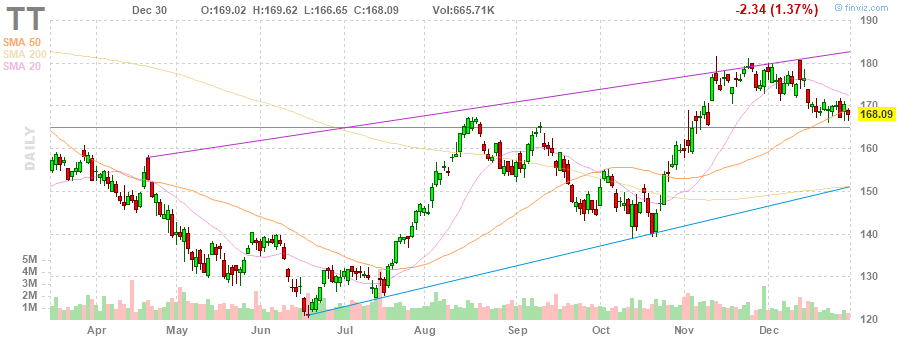 TT
Dec 30 O:169.02 H:169.62 L:166.65 C:168.09 Vol:665.71K -2.34 (1.37%) © finviz.com
SMA 50
SMA 200
SMA 20
DAILY
190
180
170
168.09
160
150
140
130
120
5M
4M
3M
2M
1M
Apr May Jun Jul Aug Sep Oct Nov Dec